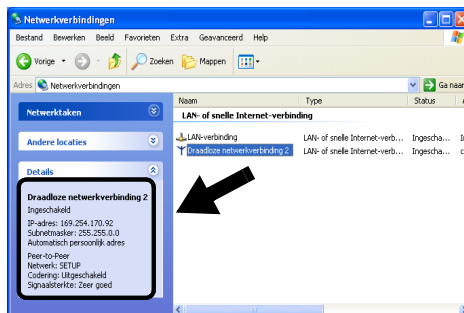 Netwerkverbindingen
Bestand Bewerken Beeld Favorieten Extra Geavanceerd Help
Vorige Zoeken Mappen
Adres Netwerkverbindingen Ga naar
Naam Type Status
Netwerktaken
LAN- of snelle Internet-verbinding
Andere locaties
LAN-verbinding LAN- of snelle Internet-verb... Ingescha...
Draadloze netwerkverbinding 2 LAN- of snelle Internet-verb... Ingescha...
Details
Draadloze netwerkverbinding 2
Ingeschakeld
IP-adres: 169.254.170.92
Subnetmasker: 255.255.0.0
Automatisch persoonlijk adres
Peer-to-Peer
Netwerk: SETUP
Codering: Uitgeschakeld
Signaalsterkte: Zeer goed